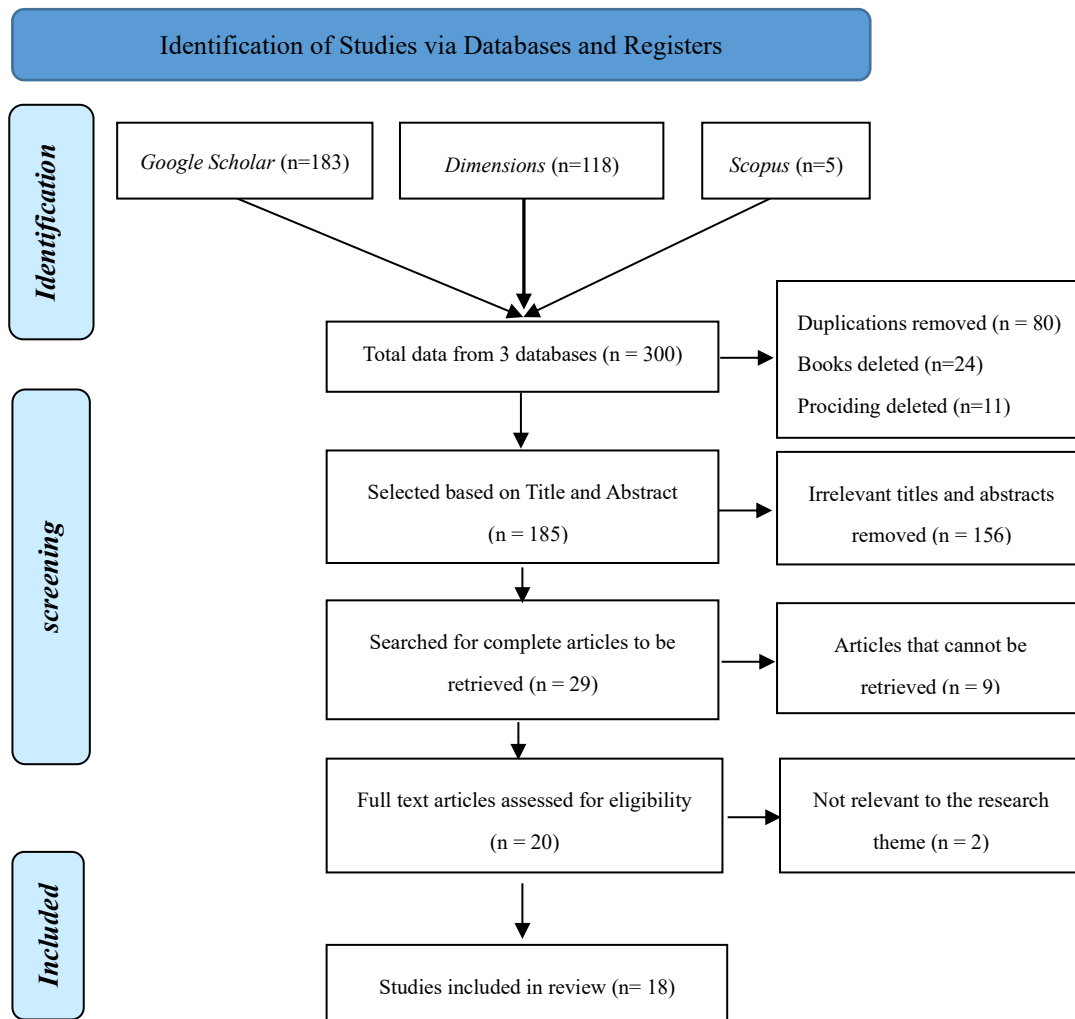 Identification of Studies via Databases and Registers
Identification
Google Scholar (n=183)
Dimensions (n=118)
Scopus (n=5)
Total data from 3 databases (n = 300)
Duplications removed (n = 80)
Books deleted (n=24)
Prociding deleted (n=11)
screening
Selected based on Title and Abstract
(n = 185)
Irrelevant titles and abstracts
removed (n = 156)
Searched for complete articles to be
retrieved (n = 29)
Articles that cannot be
retrieved (n = 9)
Full text articles assessed for eligibility
(n = 20)
Not relevant to the research
theme (n = 2)
Included
Studies included in review (n= 18)